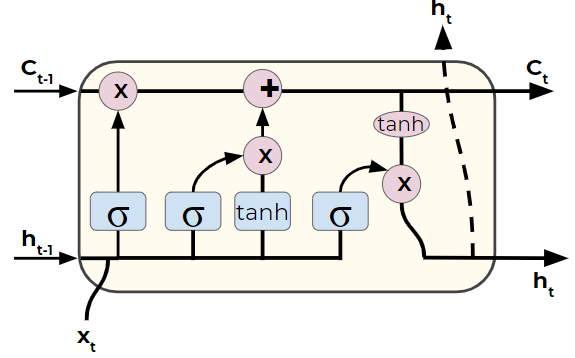 h_t
C_t-1
x
+
C_t
tanh
x
x
σ
σ
tanh
σ
h_t-1
h_t
x_t